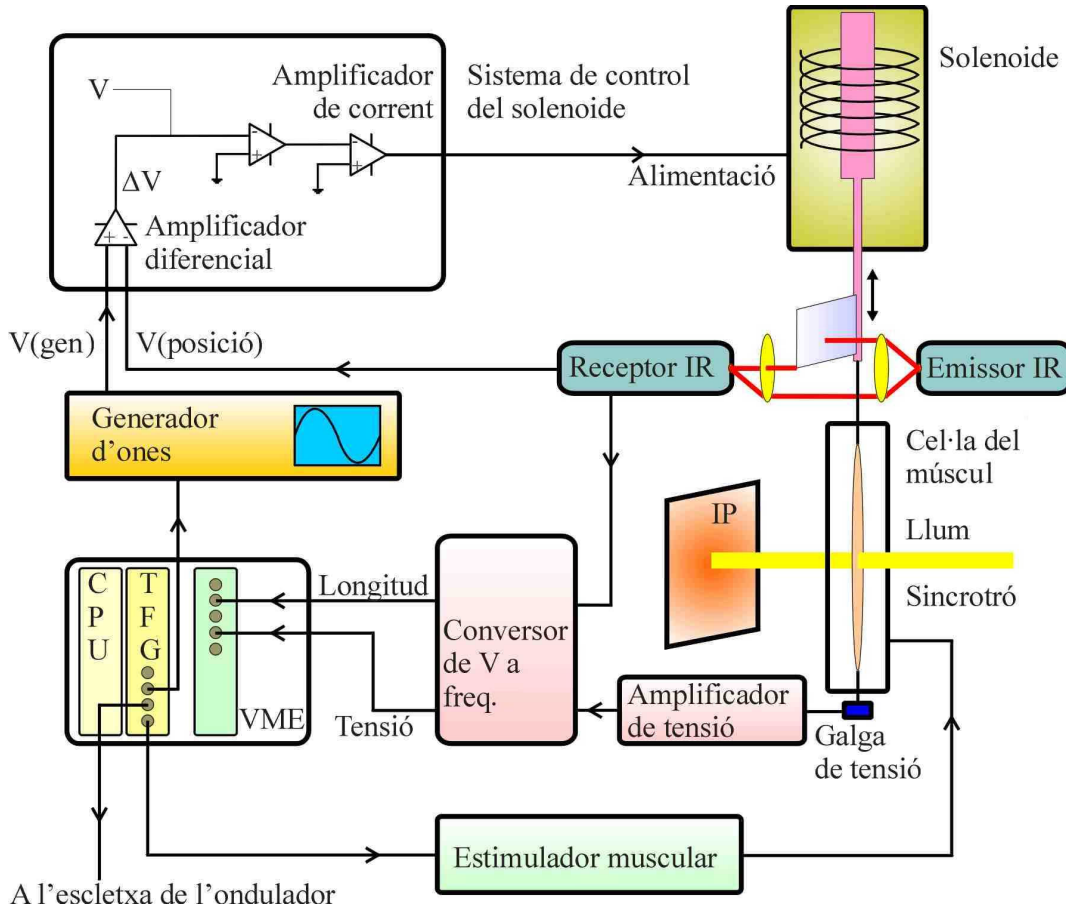 Amplificador
de corrent
V
ΔV
Amplificador
diferencial
+ -
-
+
-
+
Sistema de control
del solenoide
Alimentació
Solenoide
V(gen)
V(posició)
Receptor IR
Emissor IR
Generador
d'ones
Cel·la del
múscul
IP
Llum
Sincrotró
C
P
U
T
F
G
VME
Longitud
Tensió
Conversor
de V a
freq.
Amplificador
de tensió
Galga
de tensió
Estimulador muscular
A l'escletxa de l'ondulador